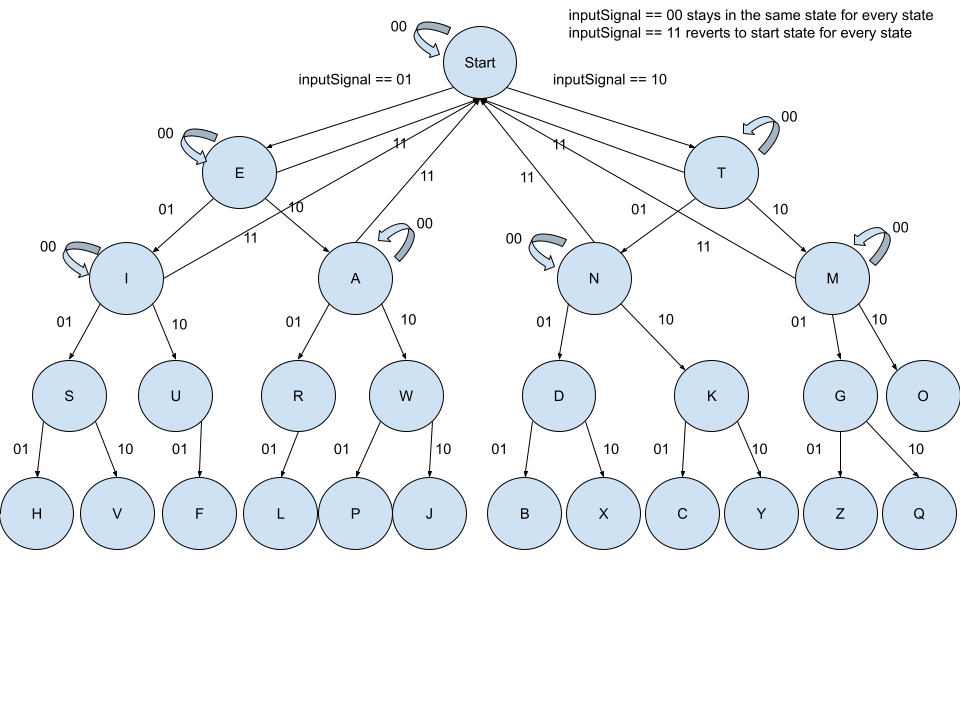 inputSignal == 00 stays in the same state for every state
inputSignal == 11 reverts to start state for every state
00
Start
inputSignal == 01
inputSignal == 10
00
00
11
11
E
T
11
11
01
10
01
10
00
11
00
00
11
00
I
A
N
M
01
10
01
10
01
10
01
10
S
U
R
W
D
K
G
O
01
10
01
01
01
10
01
10
01
10
01
10
H
V
F
L
P
J
B
X
C
Y
Z
Q